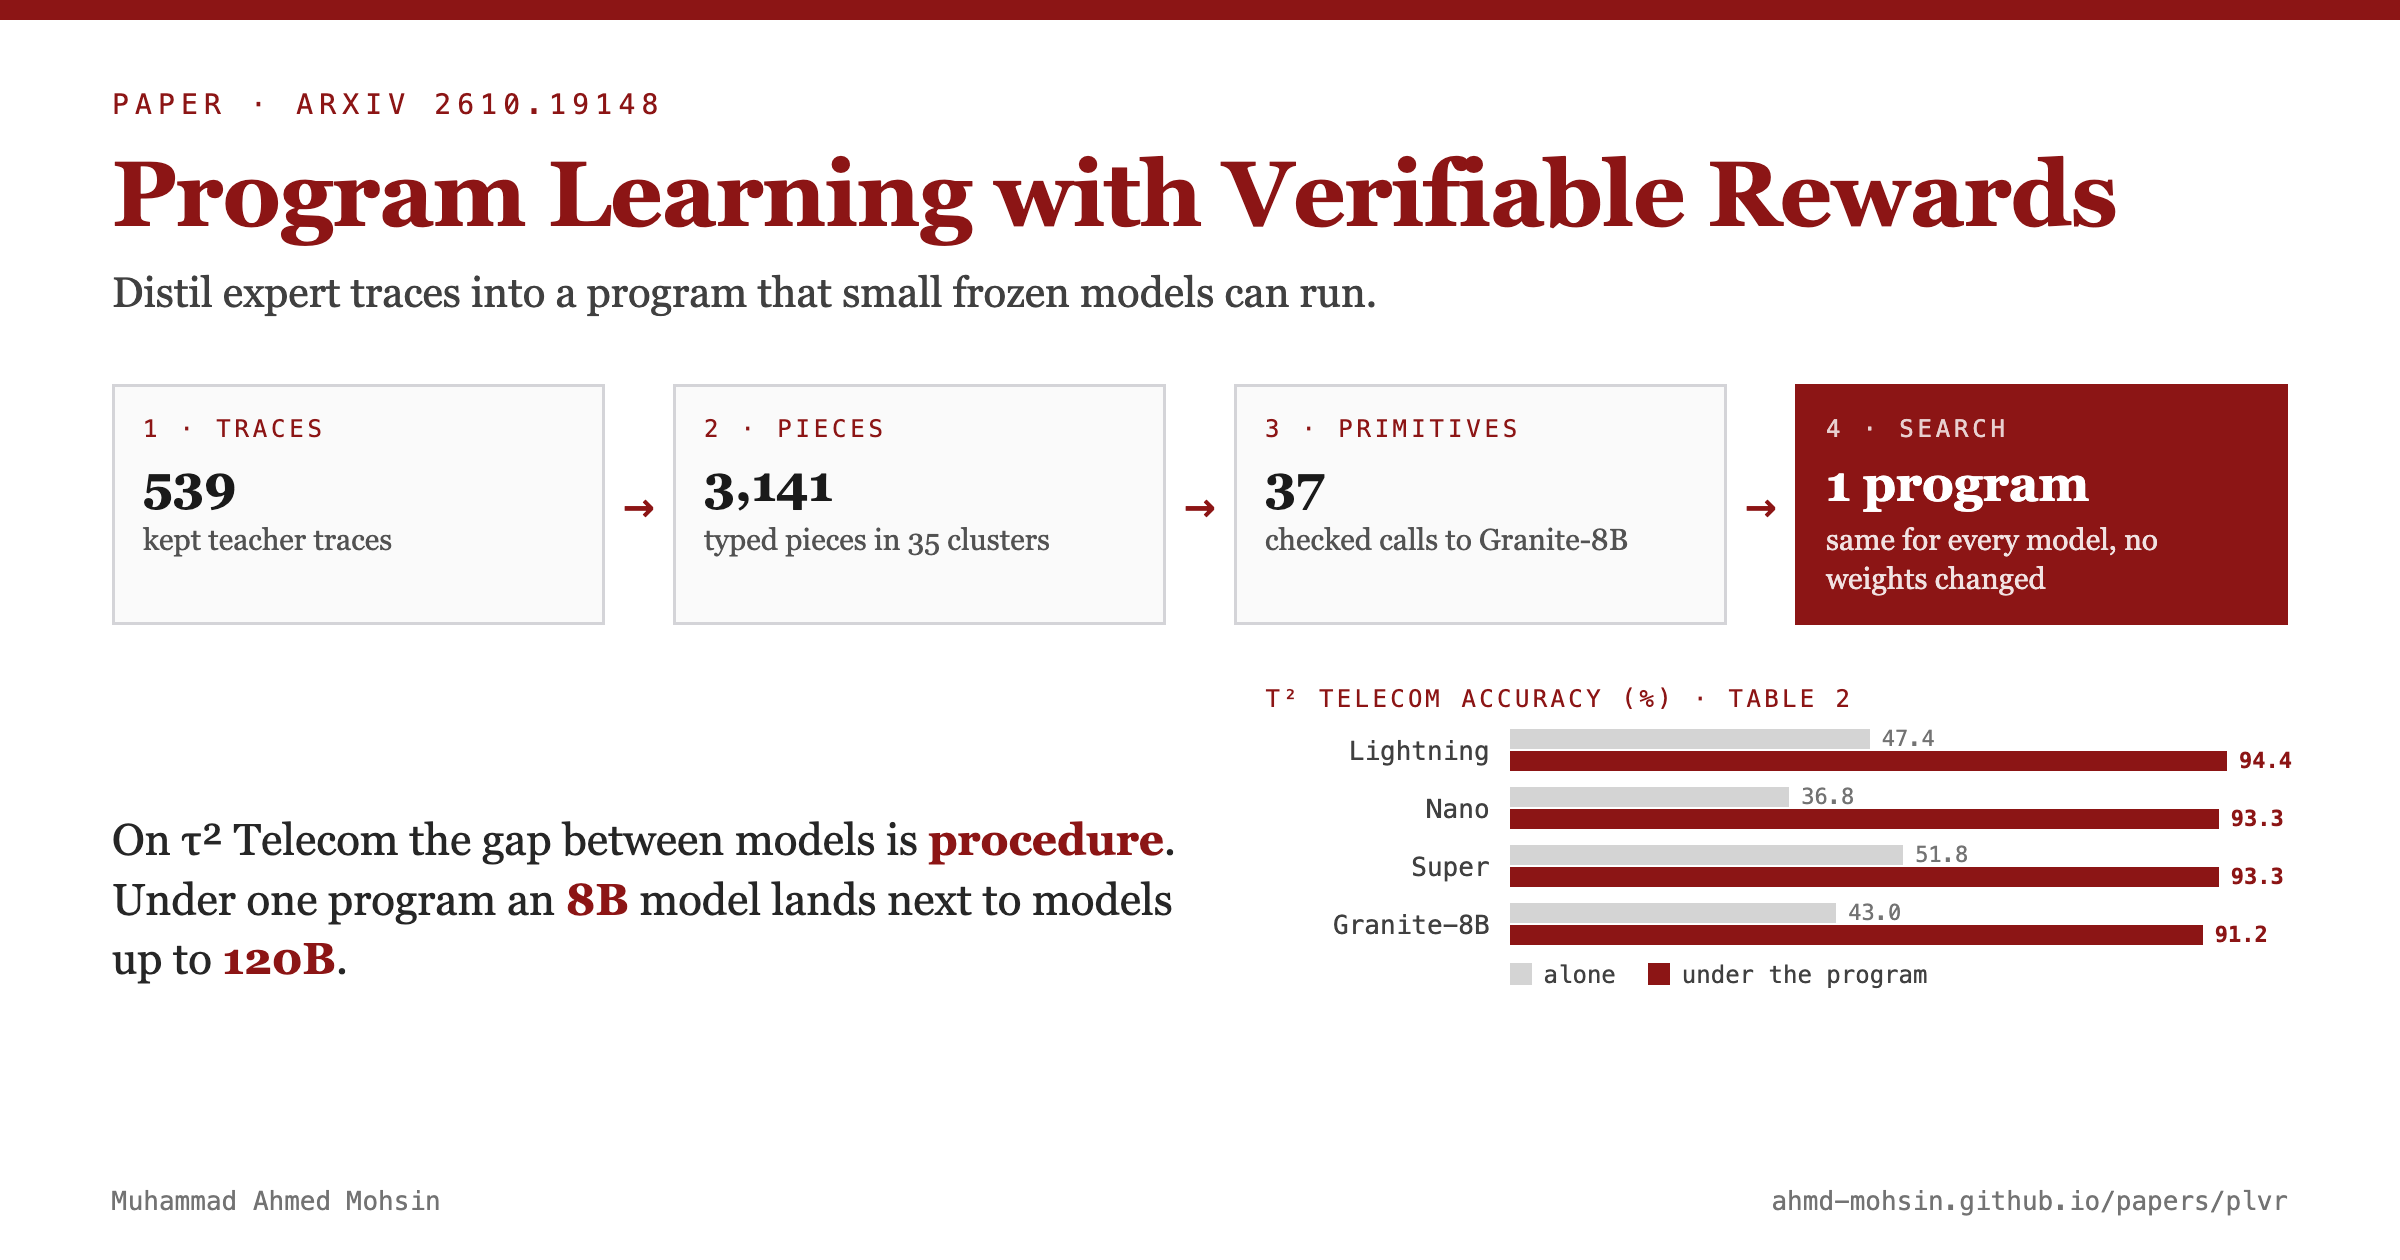 PAPER · ARXIV 2610.19148
Program Learning with Verifiable Rewards
Distil expert traces into a program that small frozen models can run.
1 · TRACES
539
kept teacher traces
→
2 · PIECES
3,141
typed pieces in 35 clusters
→
3 · PRIMITIVES
37
checked calls to Granite-8B
→
4 · SEARCH
1 program
same for every model, no
weights changed
On τ² Telecom the gap between models is procedure.
Under one program an 8B model lands next to models
up to 120B.
Τ² TELECOM ACCURACY (%) · TABLE 2
Lightning
47.4
94.4
Nano
36.8
93.3
Super
51.8
93.3
Granite-8B
43.0
91.2
alone
under the program
Muhammad Ahmed Mohsin
ahmd-mohsin.github.io/papers/plvr